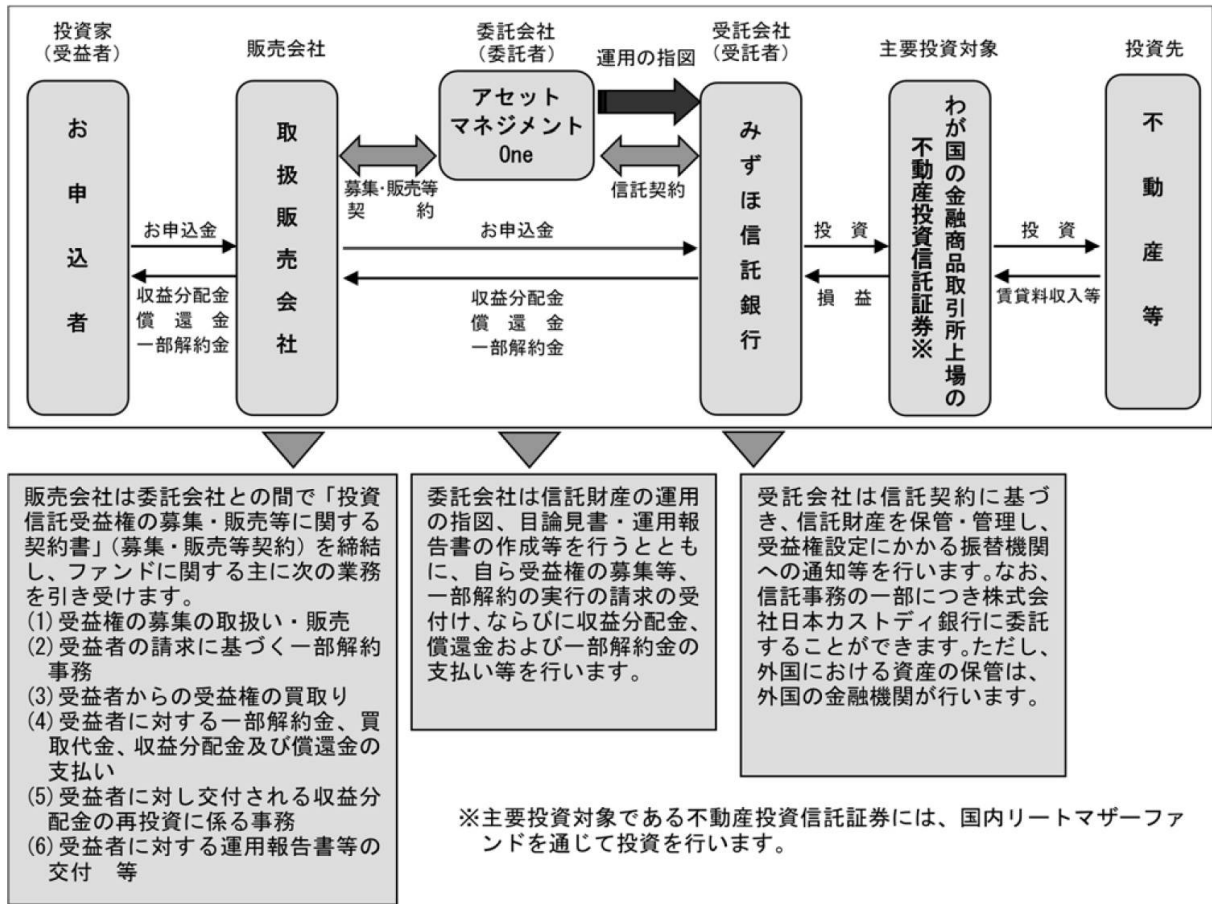 投資家
（受益者）
販売会社
委託会社
（委託者）
運用の指図
受託会社
（受託者）
主要投資対象
投資先
お申込者
取扱販売会社
アセット
マネジメント
One
みずほ信託銀行
わが国の金融商品取引所上場の
不動産投資信託証券※
不動産等
募集・販売等
契　約
信託契約
お申込金
収益分配金
償　還　金
一部解約金
お申込金
収益分配金
償　還　金
一部解約金
投　資
損　益
投　資
賃貸料収入等
販売会社は委託会社との間で「投資
信託受益権の募集・販売等に関する
契約書」（募集・販売等契約）を締結
し、ファンドに関する主に次の業務
を引き受けます。
(1)受益権の募集の取扱い・販売
(2)受益者の請求に基づく一部解約
事務
(3)受益者からの受益権の買取り
(4)受益者に対する一部解約金、買
取代金、収益分配金及び償還金の
支払い
(5)受益者に対し交付される収益分
配金の再投資に係る事務
(6)受益者に対する運用報告書等の
交付　等
委託会社は信託財産の運用
の指図、目論見書・運用報
告書の作成等を行うととも
に、自ら受益権の募集等、
一部解約の実行の請求の受
付け、ならびに収益分配金、
償還金および一部解約金の
支払い等を行います。
受託会社は信託契約に基づ
き、信託財産を保管・管理し、
受益権設定にかかる振替機関
への通知等を行います。なお、
信託事務の一部につき株式会
社日本カストディ銀行に委託
することができます。ただし、
外国における資産の保管は、
外国の金融機関が行います。
※主要投資対象である不動産投資信託証券には、国内リートマザーファ
ンドを通じて投資を行います。